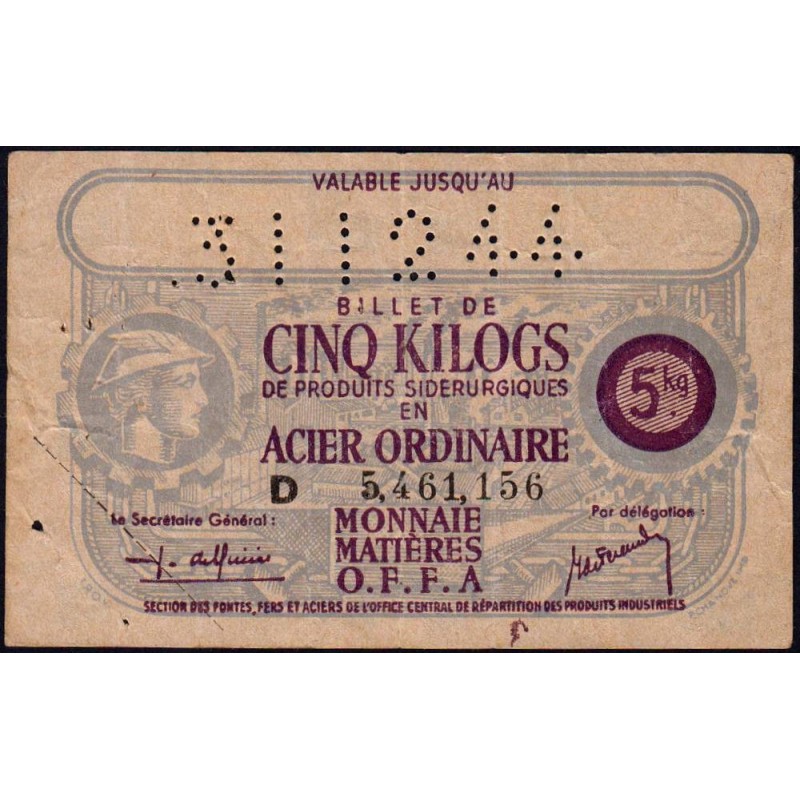 VALABLE JUSQU'AU
311244
BILLET DE
CINQ KILOGS
DE PRODUITS SIDERURGIQUES
EN
ACIER ORDINAIRE
5kg.
D 5,461,156
Le Secrétaire Général :
Par délégation :
MONNAIE
MATIÈRES
O.F.F.A
SECTION DES FONTES, FERS ET ACIERS DE L'OFFICE CENTRAL DE RÉPARTITION DES PRODUITS INDUSTRIELS